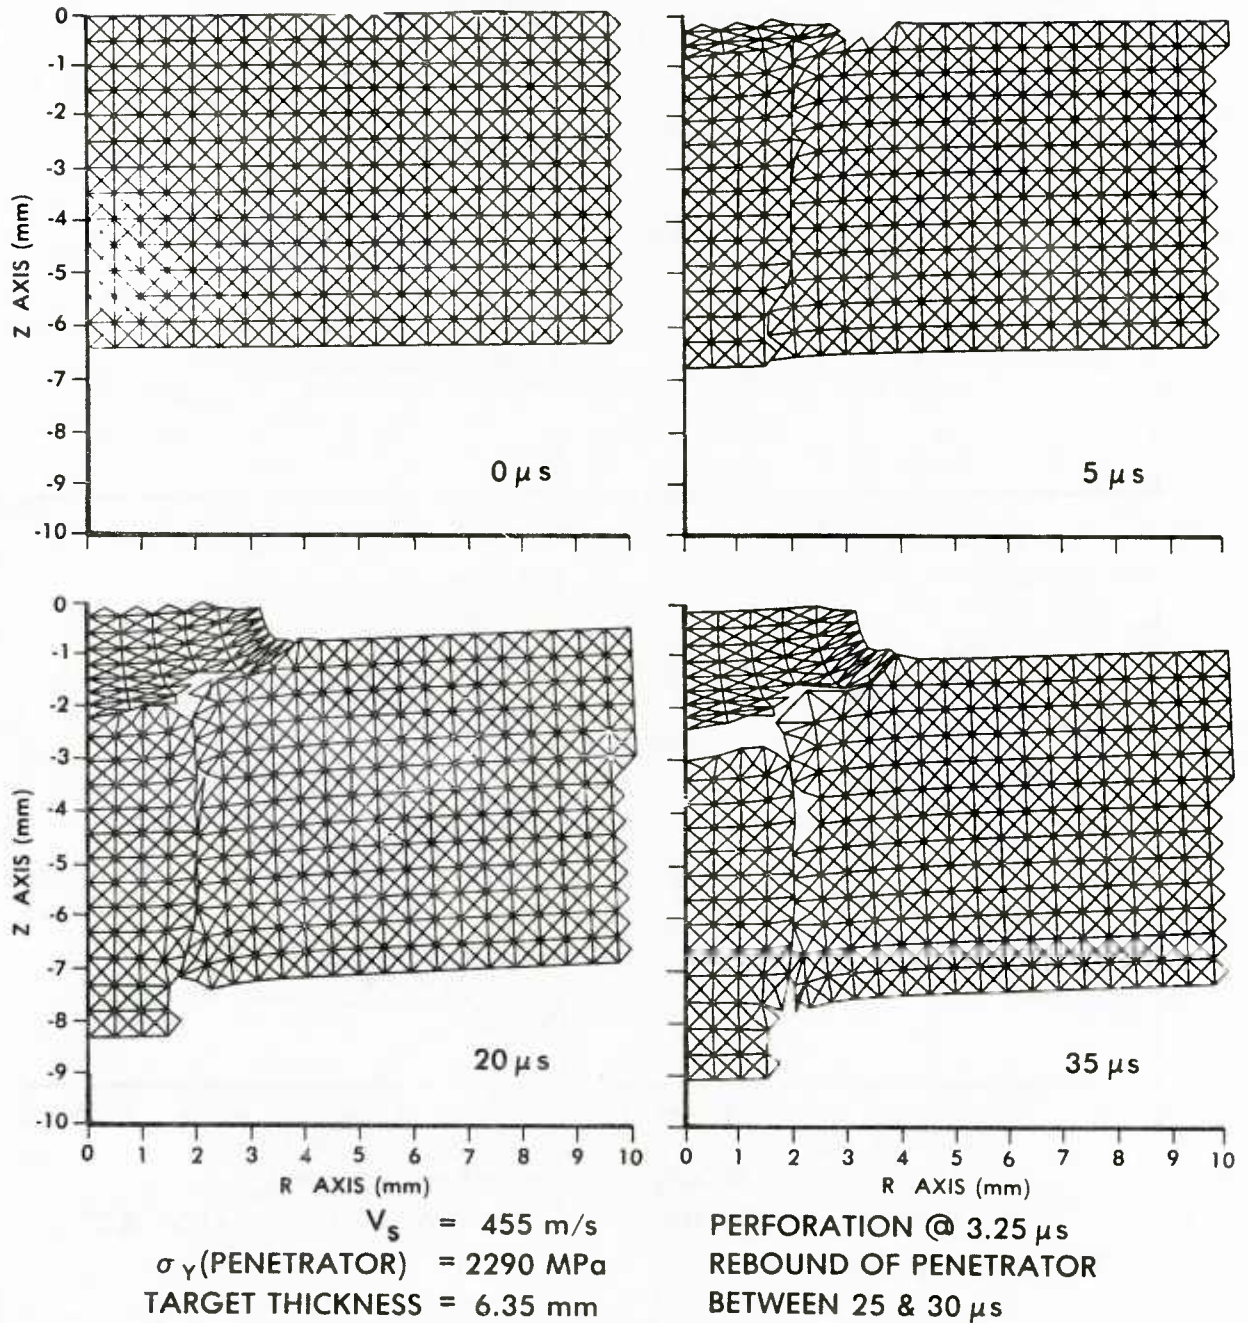 0
-1
-2
-3
-4
-5
-6
-7
-8
-9
-10
Z AXIS (mm)
0 μs
5 μs
0
-1
-2
-3
-4
-5
-6
-7
-8
-9
-10
Z AXIS (mm)
20 μs
35 μs
0 1 2 3 4 5 6 7 8 9 10
R AXIS (mm)
0 1 2 3 4 5 6 7 8 9 10
R AXIS (mm)
V_S = 455 m/s
σ_Y (PENETRATOR) = 2290 MPa
TARGET THICKNESS = 6.35 mm
PERFORATION @ 3.25 μs
REBOUND OF PENETRATOR
BETWEEN 25 & 30 μs